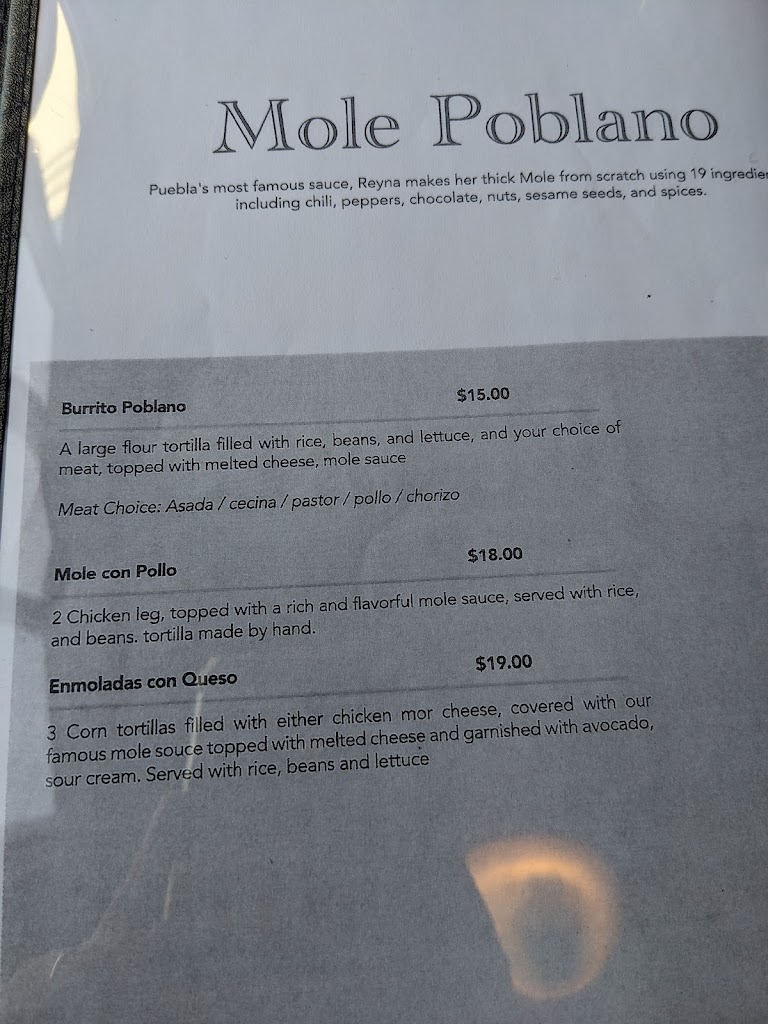 Mole Poblano
Puebla's most famous sauce, Reyna makes her thick Mole from scratch using 19
including chili, peppers, chocolate, nuts, sesame seeds, and spices.
Burrito Poblano $15.00
A large flour tortilla filled with rice, beans, and lettuce, and your choice of
meat, topped with melted cheese, mole sauce
Meat Choice: Asada / cecina / pastor / pollo / chorizo
Mole con Pollo $18.00
2 Chicken leg, topped with a rich and flavorful mole sauce, served with rice,
and beans. tortilla made by hand.
Enmoladas con Queso $19.00
3 Corn tortillas filled with either chicken mor cheese, covered with our
famous mole souce topped with melted cheese and garnished with avocado,
sour cream. Served with rice, beans and lettuce